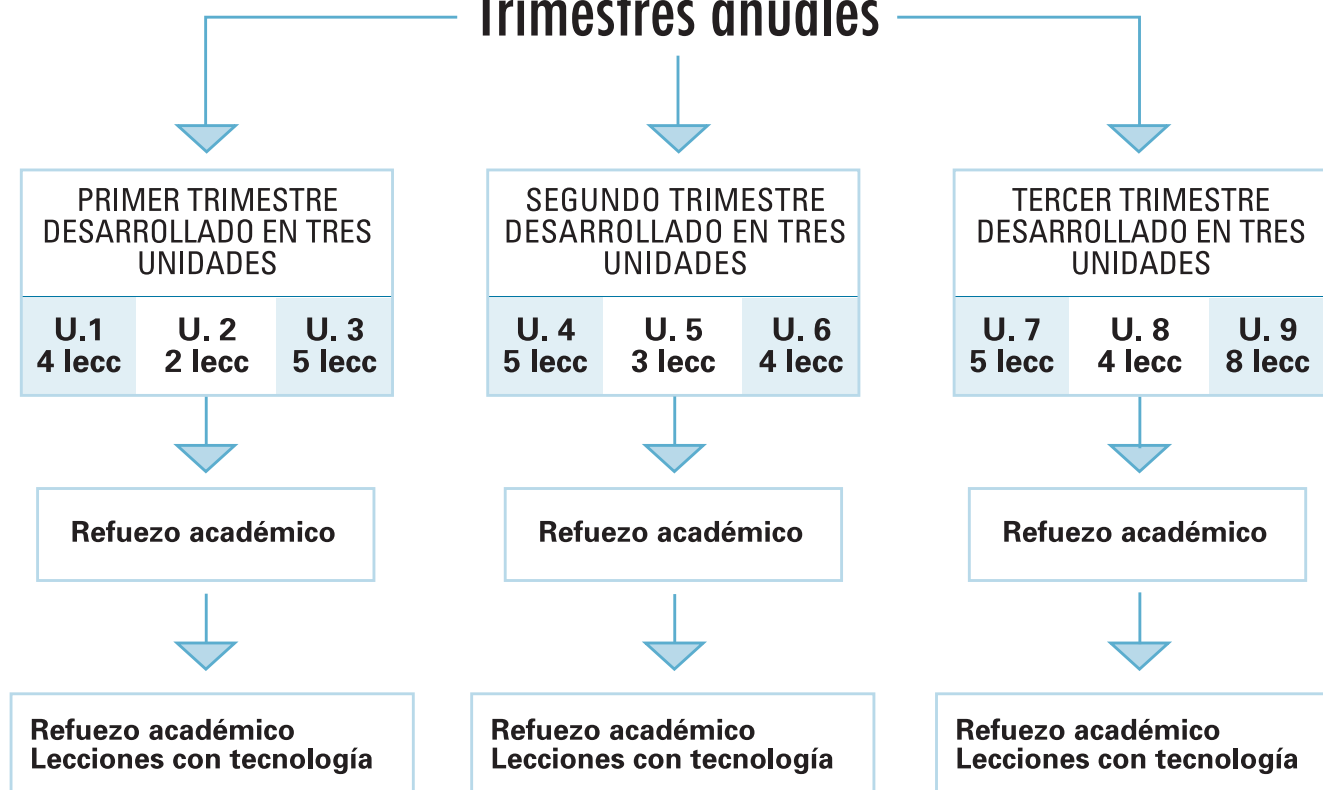 Trimestres anuales
PRIMER TRIMESTRE
DESARROLLADO EN TRES
UNIDADES
U.1 U. 2 U. 3
4 lecc 2 lecc 5 lecc
SEGUNDO TRIMESTRE
DESARROLLADO EN TRES
UNIDADES
U. 4 U. 5 U. 6
5 lecc 3 lecc 4 lecc
TERCER TRIMESTRE
DESARROLLADO EN TRES
UNIDADES
U. 7 U. 8 U. 9
5 lecc 4 lecc 8 lecc
Refuezo académico
Refuezo académico
Refuezo académico
Refuezo académico
Lecciones con tecnología
Refuezo académico
Lecciones con tecnología
Refuezo académico
Lecciones con tecnología